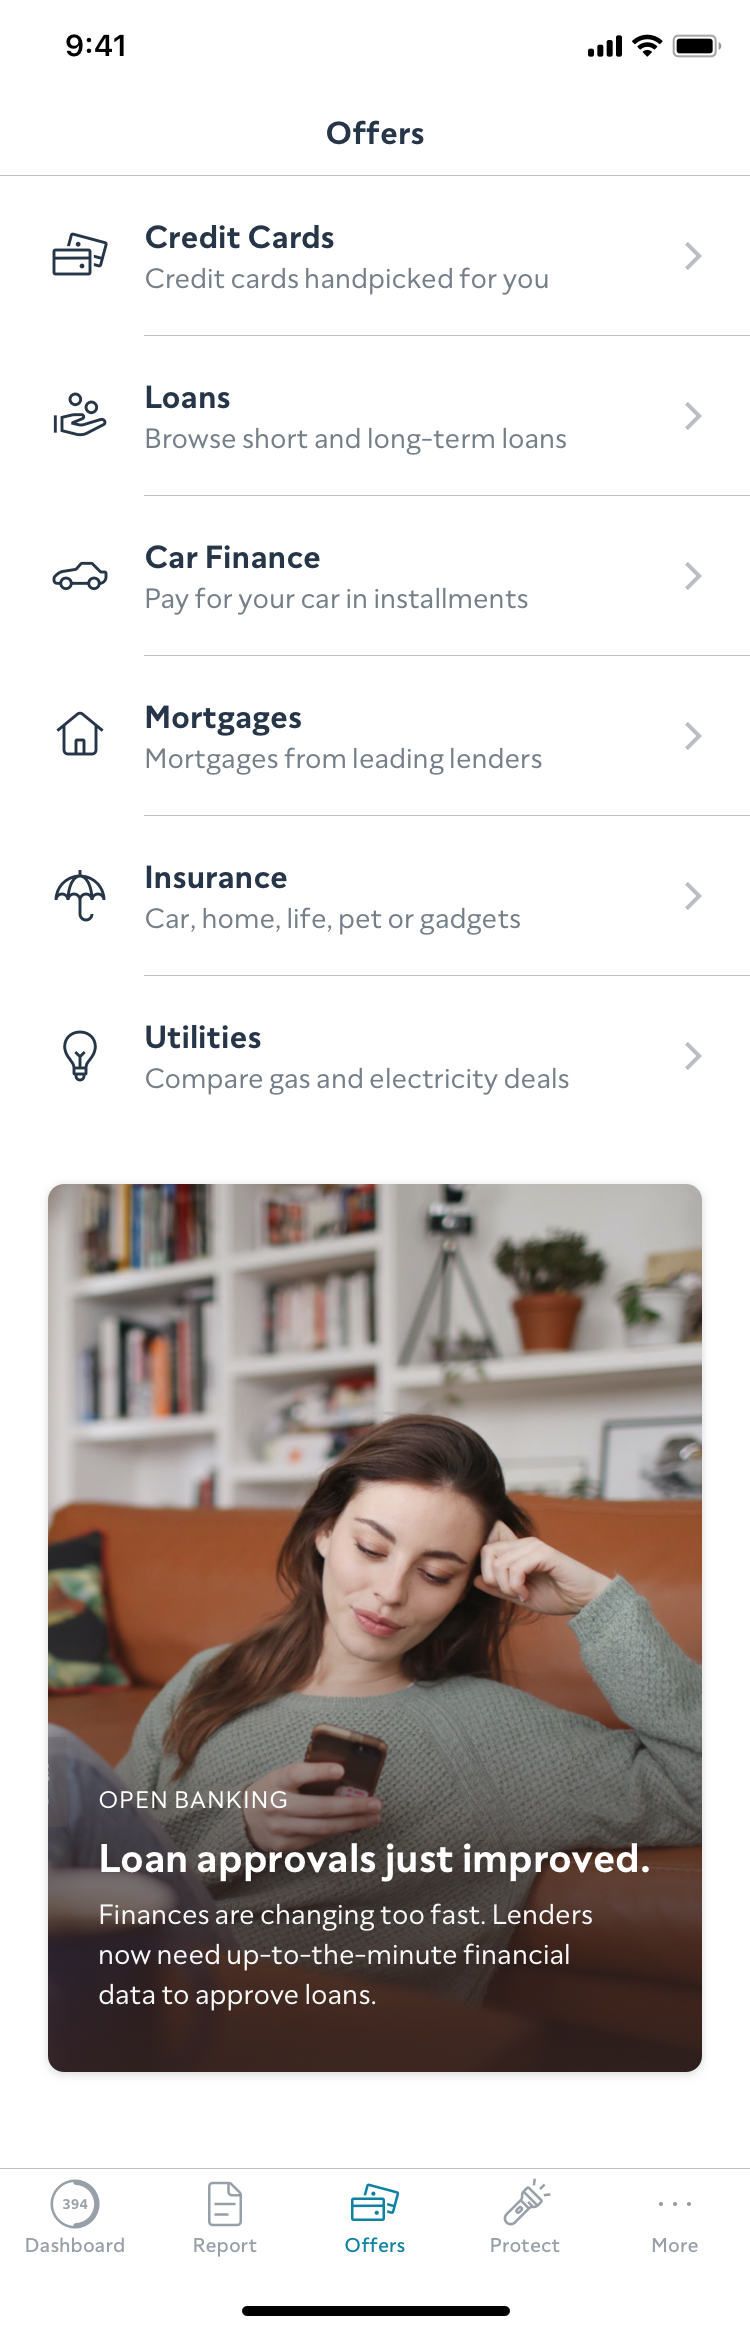 9:41
Offers
Credit Cards
Credit cards handpicked for you
Loans
Browse short and long-term loans
Car Finance
Pay for your car in installments
Mortgages
Mortgages from leading lenders
Insurance
Car, home, life, pet or gadgets
Utilities
Compare gas and electricity deals
OPEN BANKING
Loan approvals just improved.
Finances are changing too fast. Lenders
now need up-to-the-minute financial
data to approve loans.
394
Dashboard
Report
Offers
Protect
More